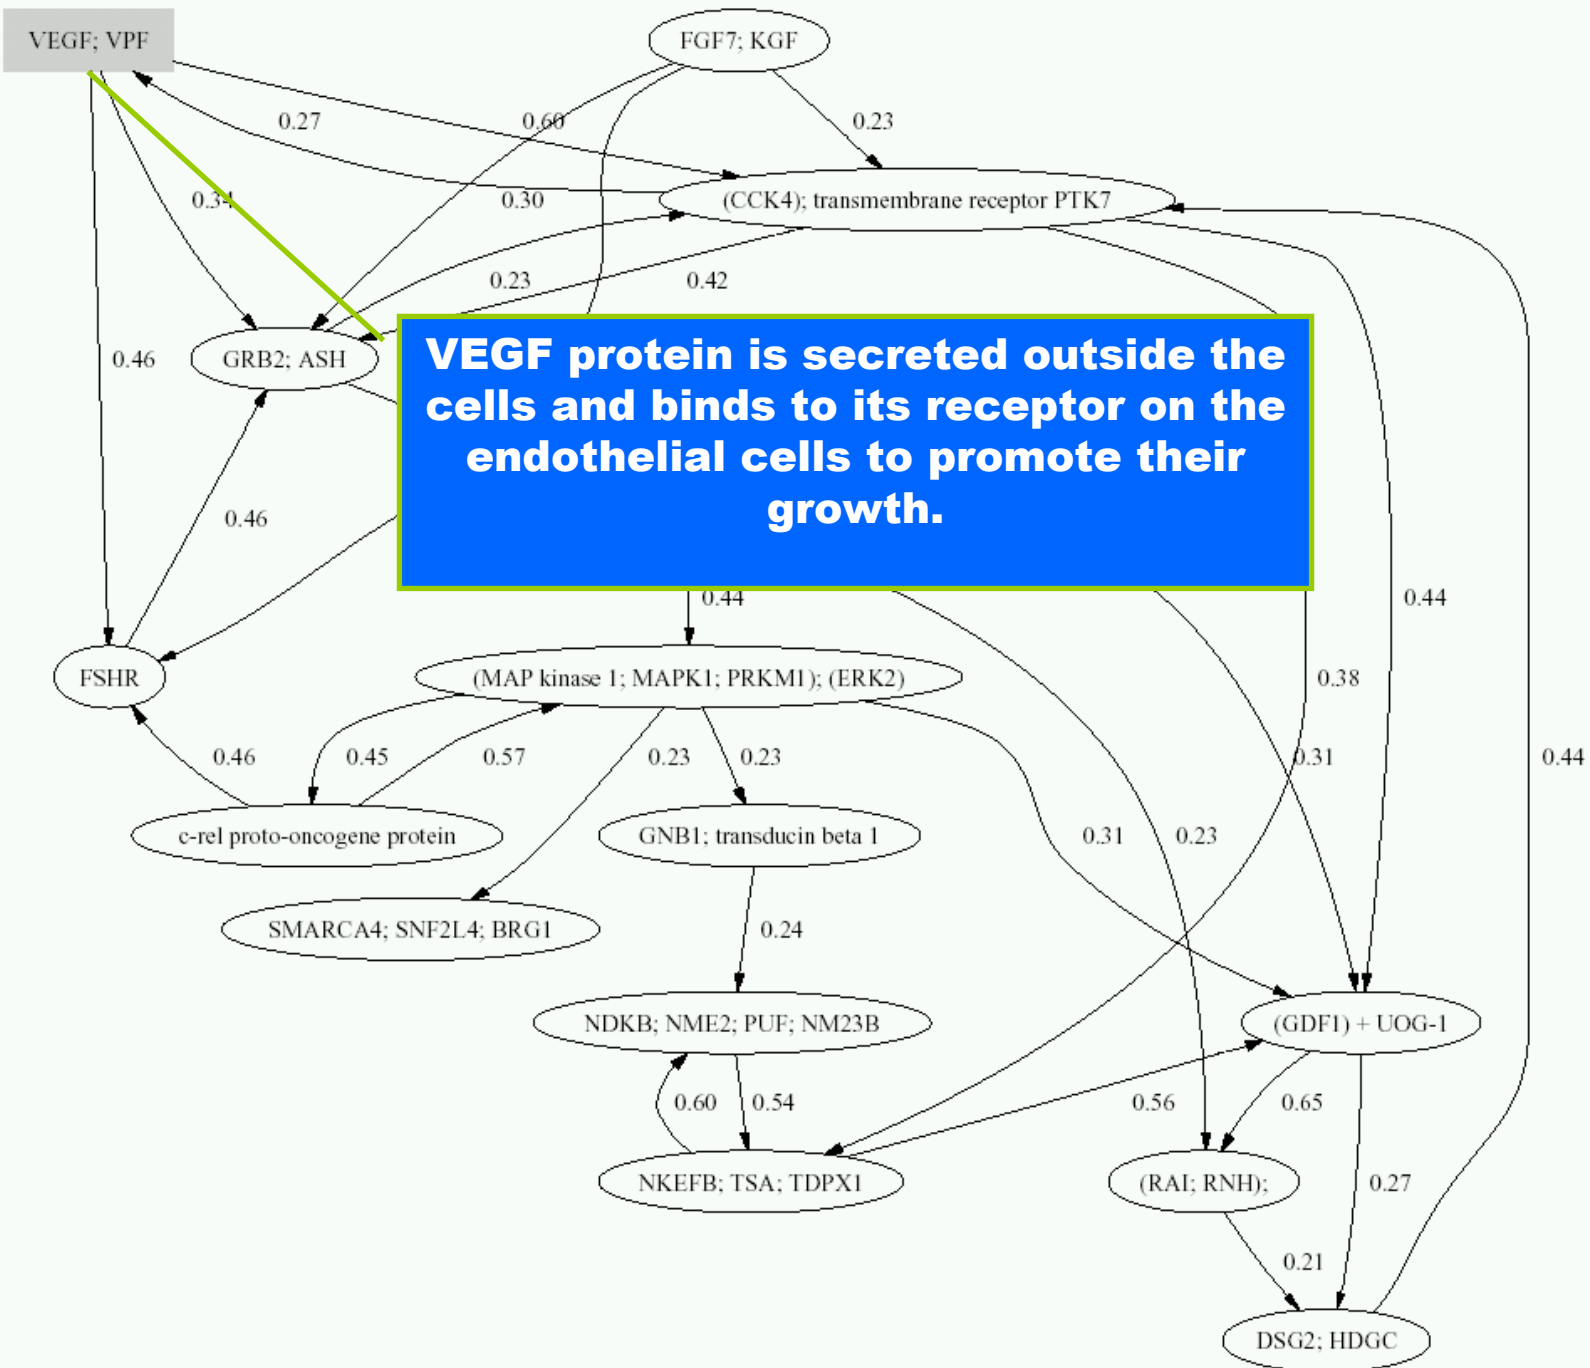 VEGF; VPF
FGF7; KGF
0.27
0.60
0.23
0.34
0.30
(CCK4); transmembrane receptor PTK7
0.23
0.42
0.46
GRB2; ASH
VEGF protein is secreted outside the
cells and binds to its receptor on the
endothelial cells to promote their
growth.
0.46
0.44
0.44
FSHR
(MAP kinase 1; MAPK1; PRKM1); (ERK2)
0.38
0.46
0.45
0.57
0.23
0.23
0.31
0.44
c-rel proto-oncogene protein
GNB1; transducin beta 1
0.31
0.23
SMARCA4; SNF2L4; BRG1
0.24
NDKB; NME2; PUF; NM23B
(GDF1) + UOG-1
0.60
0.54
0.56
0.65
NKEFB; TSA; TDPX1
(RAI; RNH);
0.27
0.21
DSG2; HDGC